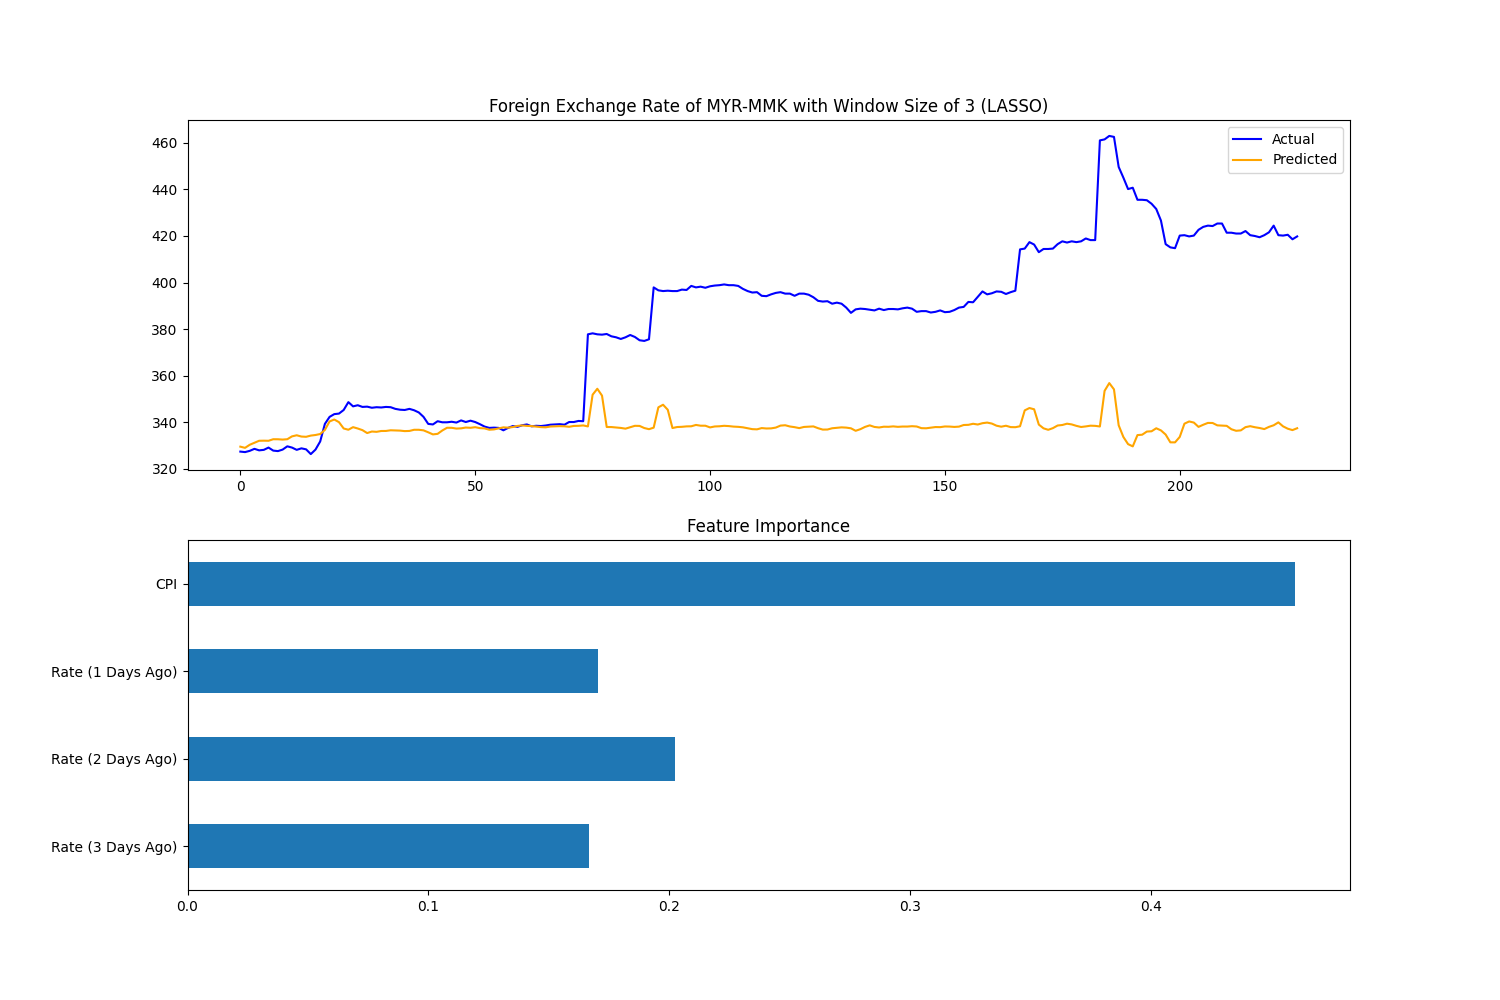 Foreign Exchange Rate of MYR-MMK with Window Size of 3 (LASSO)
460
440
420
400
380
360
340
320
Actual
Predicted
0
50
100
150
200
Feature Importance
CPI
Rate (1 Days Ago)
Rate (2 Days Ago)
Rate (3 Days Ago)
0.0
0.1
0.2
0.3
0.4